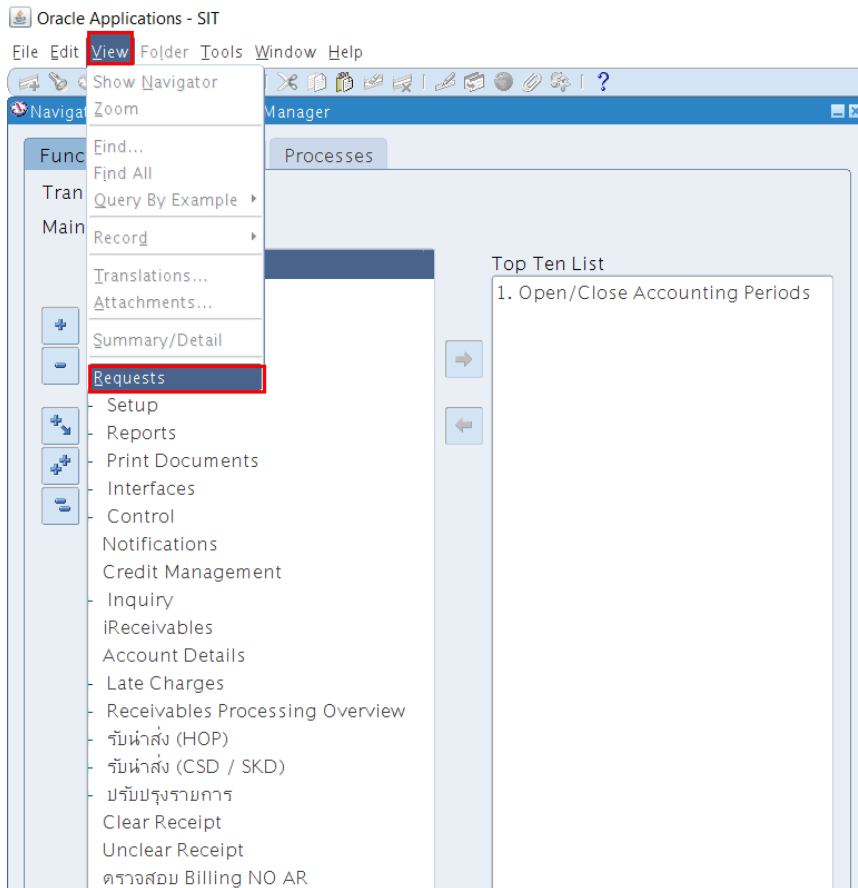 Oracle Applications - SIT
File Edit View Folder Tools Window Help
Show Navigator
Navigat Zoom Manager
Find...
Func Processes
Find All
Tran
Query By Example
Main
Record
Top Ten List
Translations...
1. Open/Close Accounting Periods
Attachments...
Summary/Detail
Requests
- Setup
- Reports
- Print Documents
- Interfaces
- Control
Notifications
Credit Management
- Inquiry
iReceivables
Account Details
- Late Charges
- Receivables Processing Overview
- รับนำส่ง (HOP)
- รับนำส่ง (CSD / SKD)
- ปรับปรุงรายการ
Clear Receipt
Unclear Receipt
ตรวจสอบ Billing NO AR